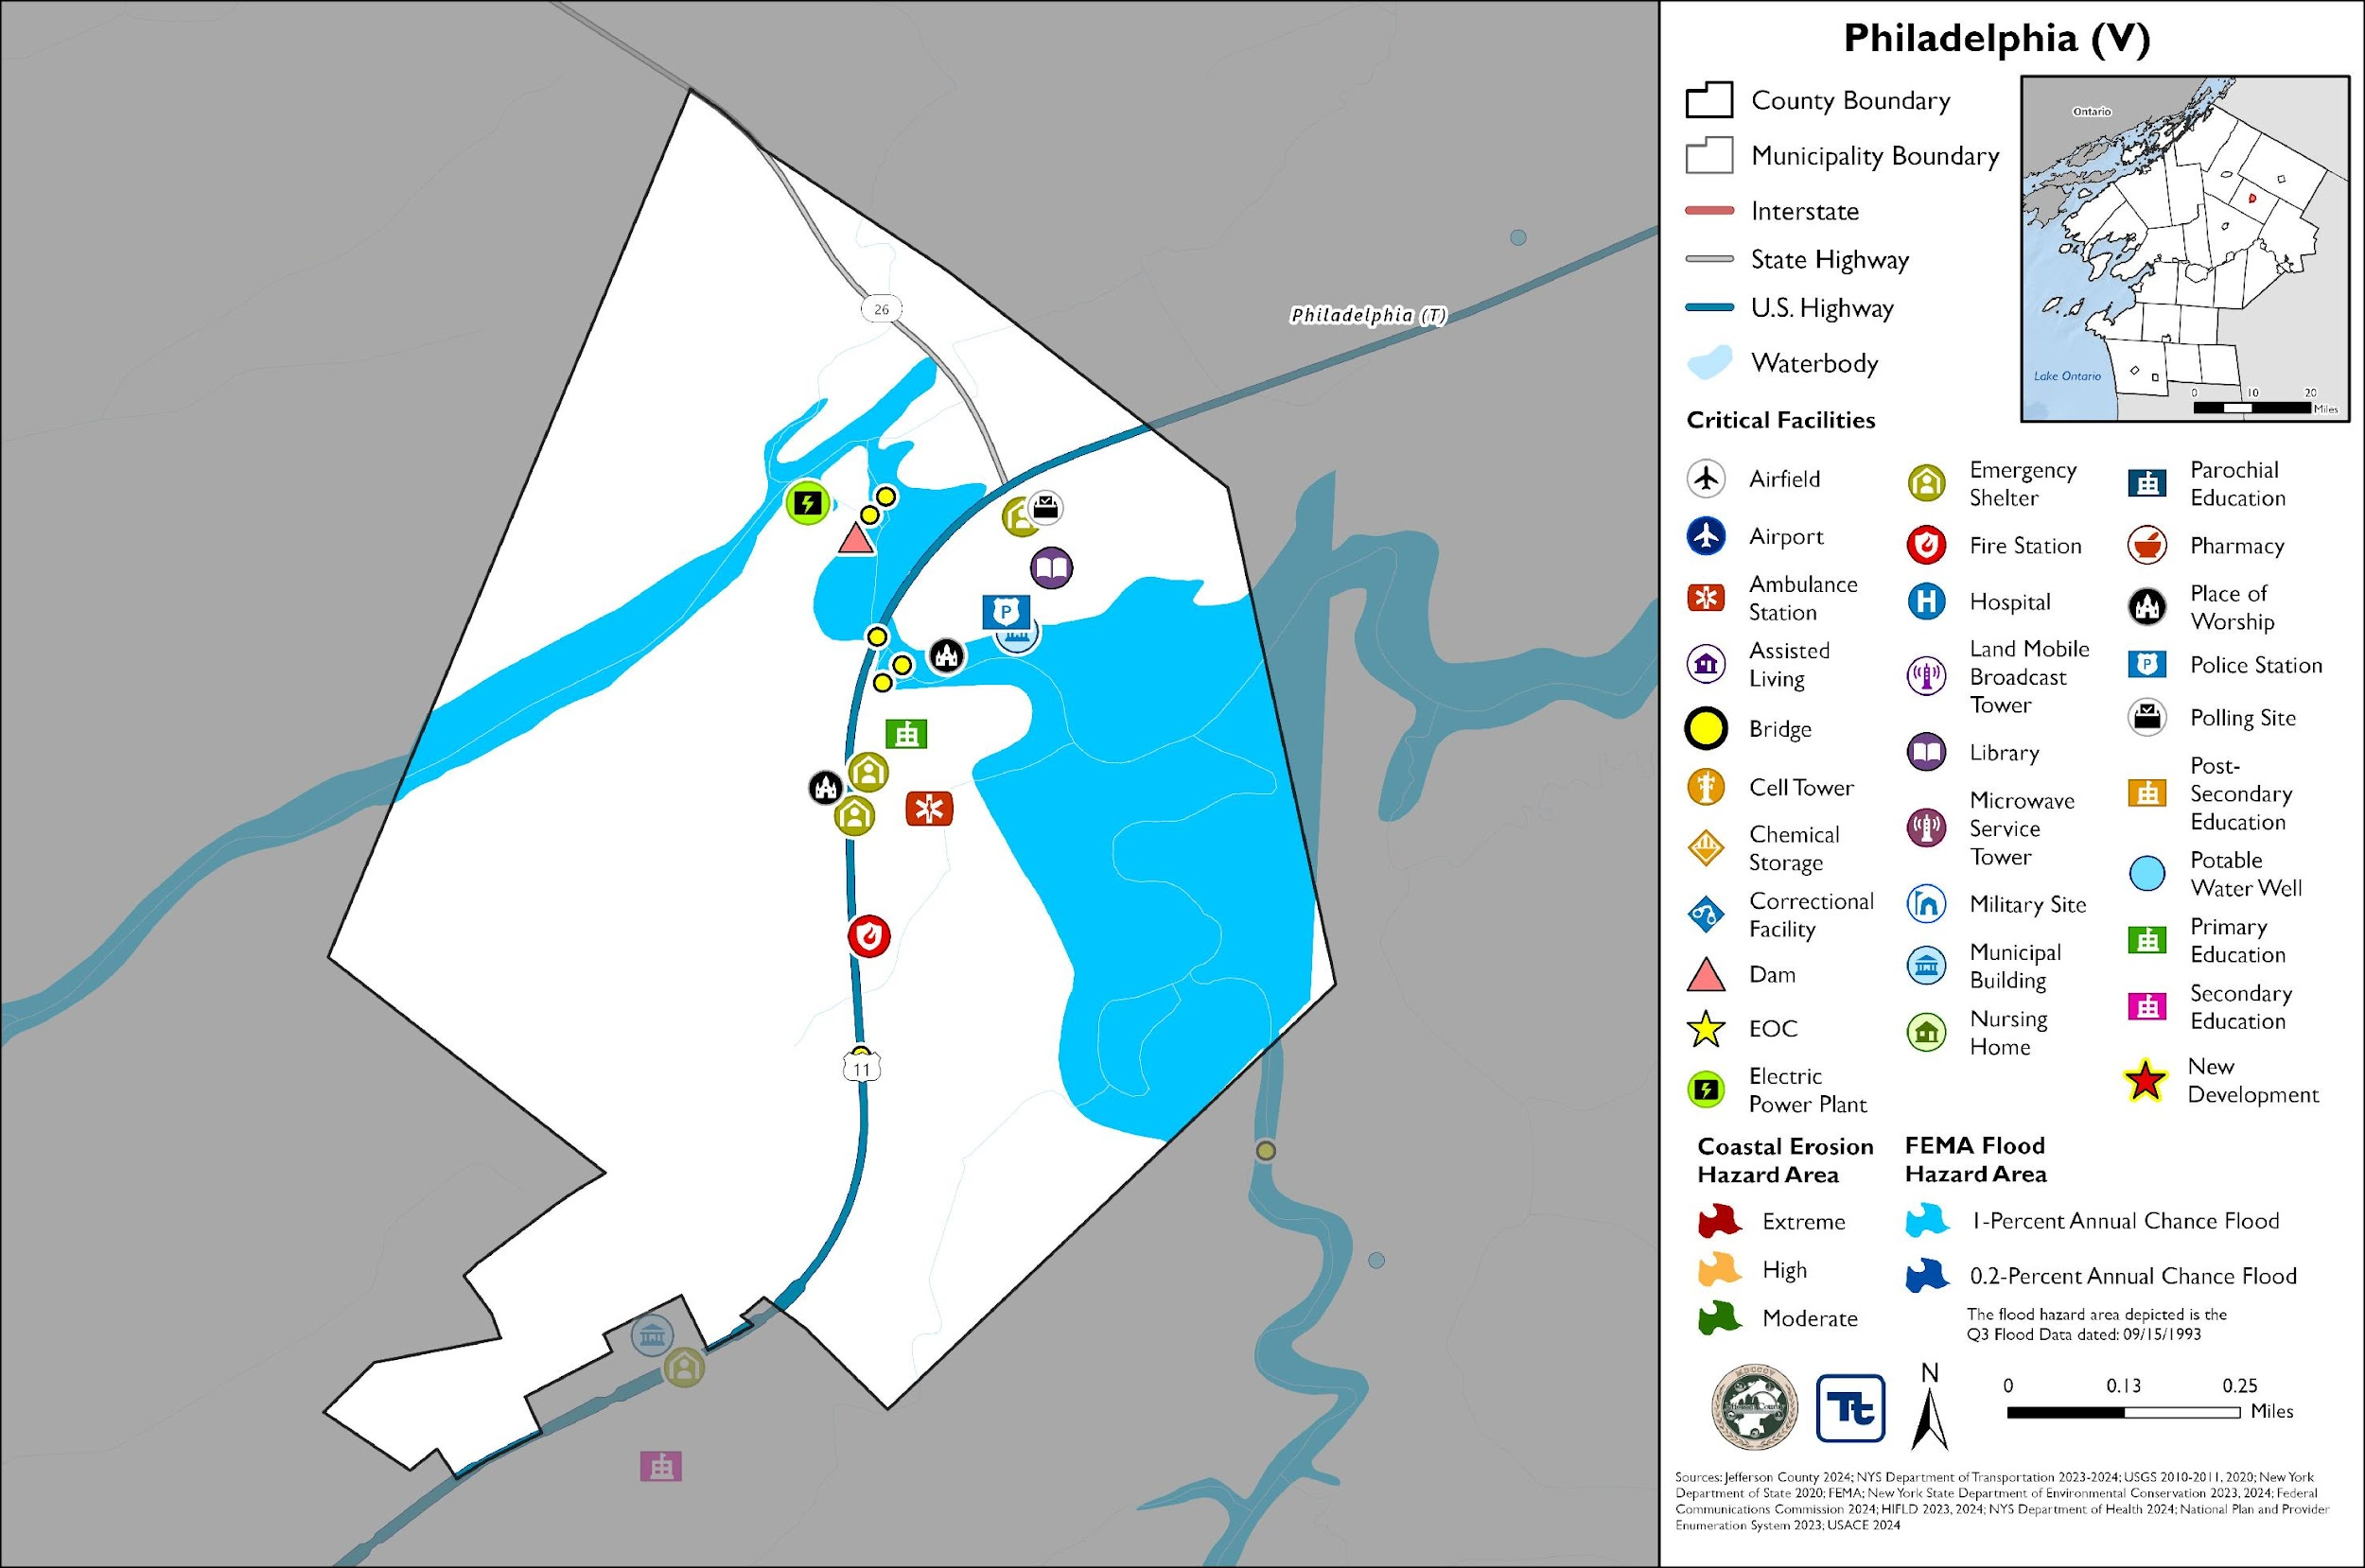 Philadelphia (V)
26
Philadelphia (T)
11
County Boundary
Municipality Boundary
Interstate
State Highway
U.S. Highway
Waterbody
Ontario
Lake Ontario
0 10 20
Miles
Critical Facilities
Airfield
Airport
Ambulance
Station
Assisted
Living
Bridge
Cell Tower
Chemical
Storage
Correctional
Facility
Dam
EOC
Electric
Power Plant
Emergency
Shelter
Fire Station
H
Hospital
Land Mobile
Broadcast
Tower
Library
Microwave
Service
Tower
Military Site
Municipal
Building
Nursing
Home
Parochial
Education
Pharmacy
Place of
Worship
P
Police Station
Polling Site
Post-
Secondary
Education
Potable
Water Well
Primary
Education
Secondary
Education
New
Development
P
Coastal Erosion
Hazard Area
Extreme
High
Moderate
FEMA Flood
Hazard Area
1-Percent Annual Chance Flood
0.2-Percent Annual Chance Flood
The flood hazard area depicted is the
Q3 Flood Data dated: 09/15/1993
Tt
N
0 0.13 0.25
Miles
Sources: Jefferson County 2024; NYS Department of Transportation 2023-2024; USGS 2010-2011, 2020; New York
Department of State 2020; FEMA; New York State Department of Environmental Conservation 2023, 2024; Federal
Communications Commission 2024; HIFLD 2023, 2024; NYS Department of Health 2024; National Plan and Provider
Enumeration System 2023; USACE 2024